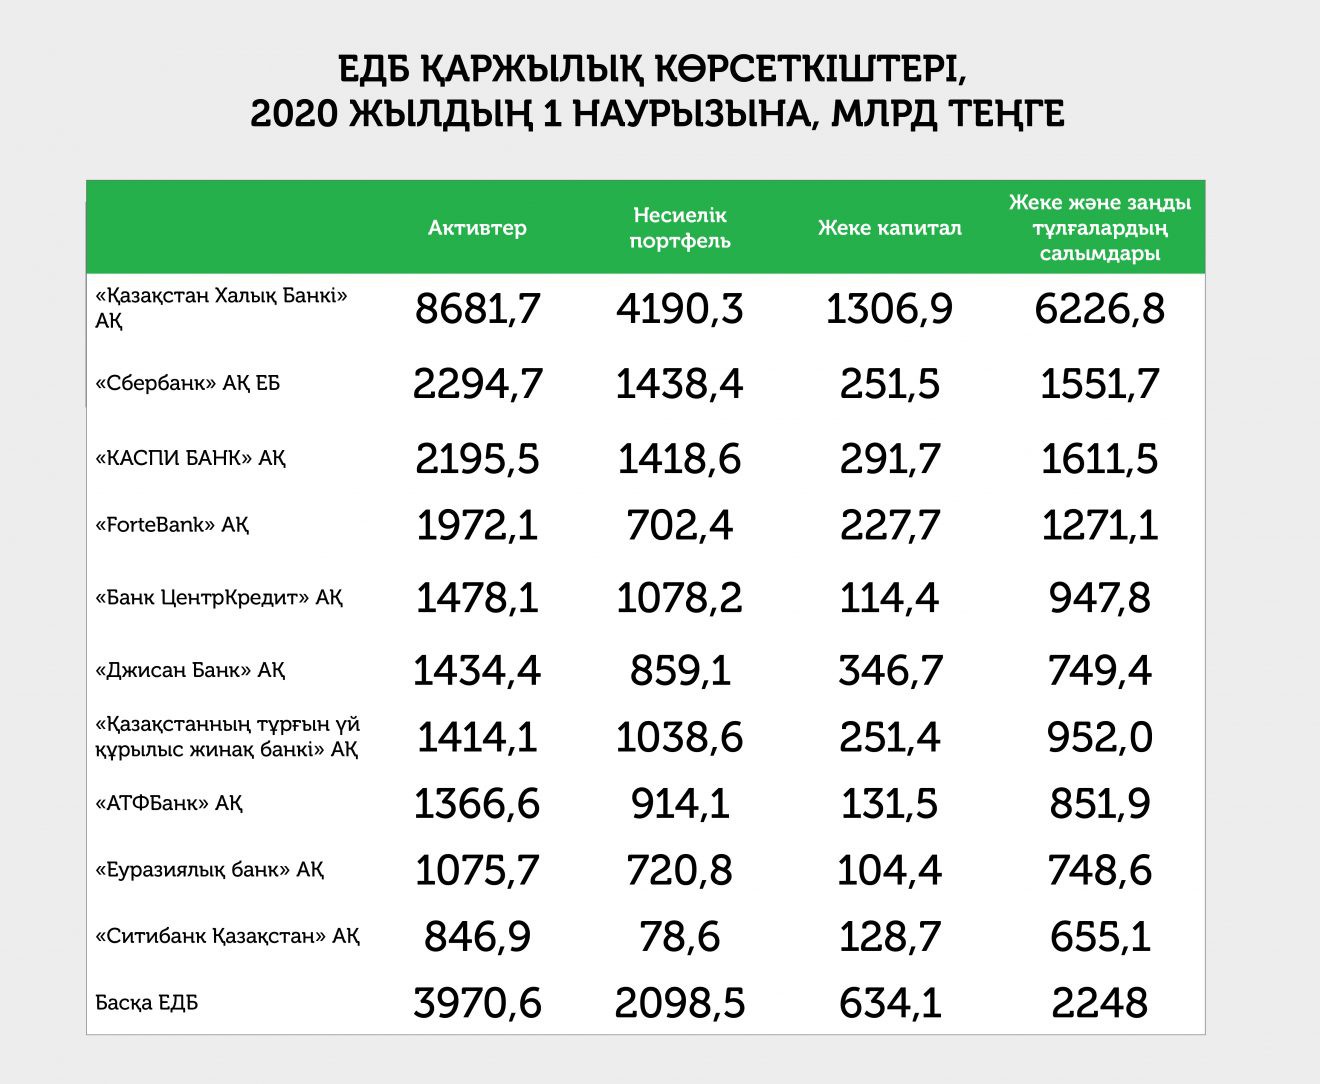 ЕДБ ҚАРЖЫЛЫҚ КӨРСЕТКІШТЕРІ,
2020 ЖЫЛДЫҢ 1 НАУРЫЗЫНА, МЛРД ТЕҢГЕ
Активтер
Несиелік
портфель
Жеке капитал
Жеке және заңды
тұлғалардың
салымдары
«Қазақстан Халық Банкі»
АҚ
8681,7 4190,3 1306,9 6226,8
«Сбербанк» АҚ ЕБ 2294,7 1438,4 251,5 1551,7
«КАСПИ БАНК» АҚ 2195,5 1418,6 291,7 1611,5
«ForteBank» АҚ 1972,1 702,4 227,7 1271,1
«Банк ЦентрКредит» АҚ 1478,1 1078,2 114,4 947,8
«Джисан Банк» АҚ 1434,4 859,1 346,7 749,4
«Қазақстанның тұрғын үй
құрылыс жинақ банкі» АҚ
1414,1 1038,6 251,4 952,0
«АТФБанк» АҚ 1366,6 914,1 131,5 851,9
«Еуразиялық банк» АҚ 1075,7 720,8 104,4 748,6
«Ситибанк Қазақстан» АҚ 846,9 78,6 128,7 655,1
Басқа ЕДБ 3970,6 2098,5 634,1 2248